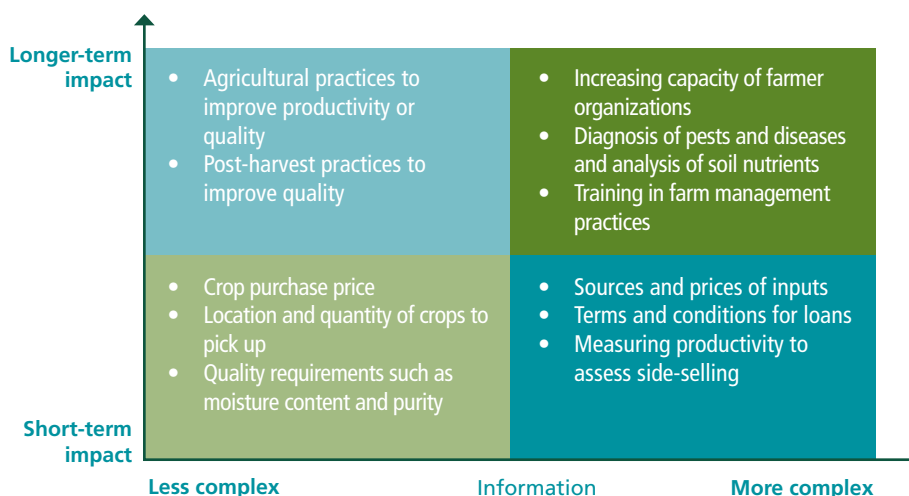 Longer-term
impact
• Agricultural practices to
improve productivity or
quality
• Post-harvest practices to
improve quality
• Increasing capacity of farmer
organizations
• Diagnosis of pests and diseases
and analysis of soil nutrients
• Training in farm management
practices
• Crop purchase price
• Location and quantity of crops to
pick up
• Quality requirements such as
moisture content and purity
• Sources and prices of inputs
• Terms and conditions for loans
• Measuring productivity to
assess side-selling
Short-term
impact
Less complex
Information
More complex